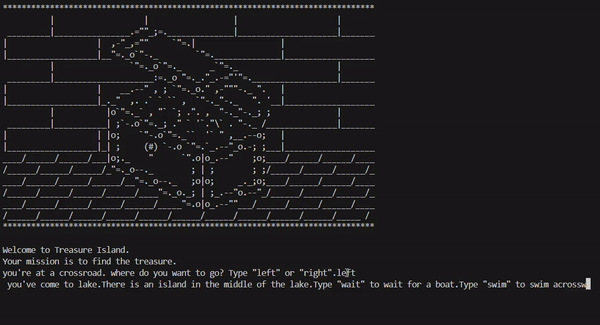 Welcome to Treasure Island.
Your mission is to find the treasure.
you're at a crossroad. where do you want to go? Type "left" or "right".left
you've come to lake.There is an island in the middle of the lake.Type "wait" to wait for a boat.Type "swim" to swim acrossw